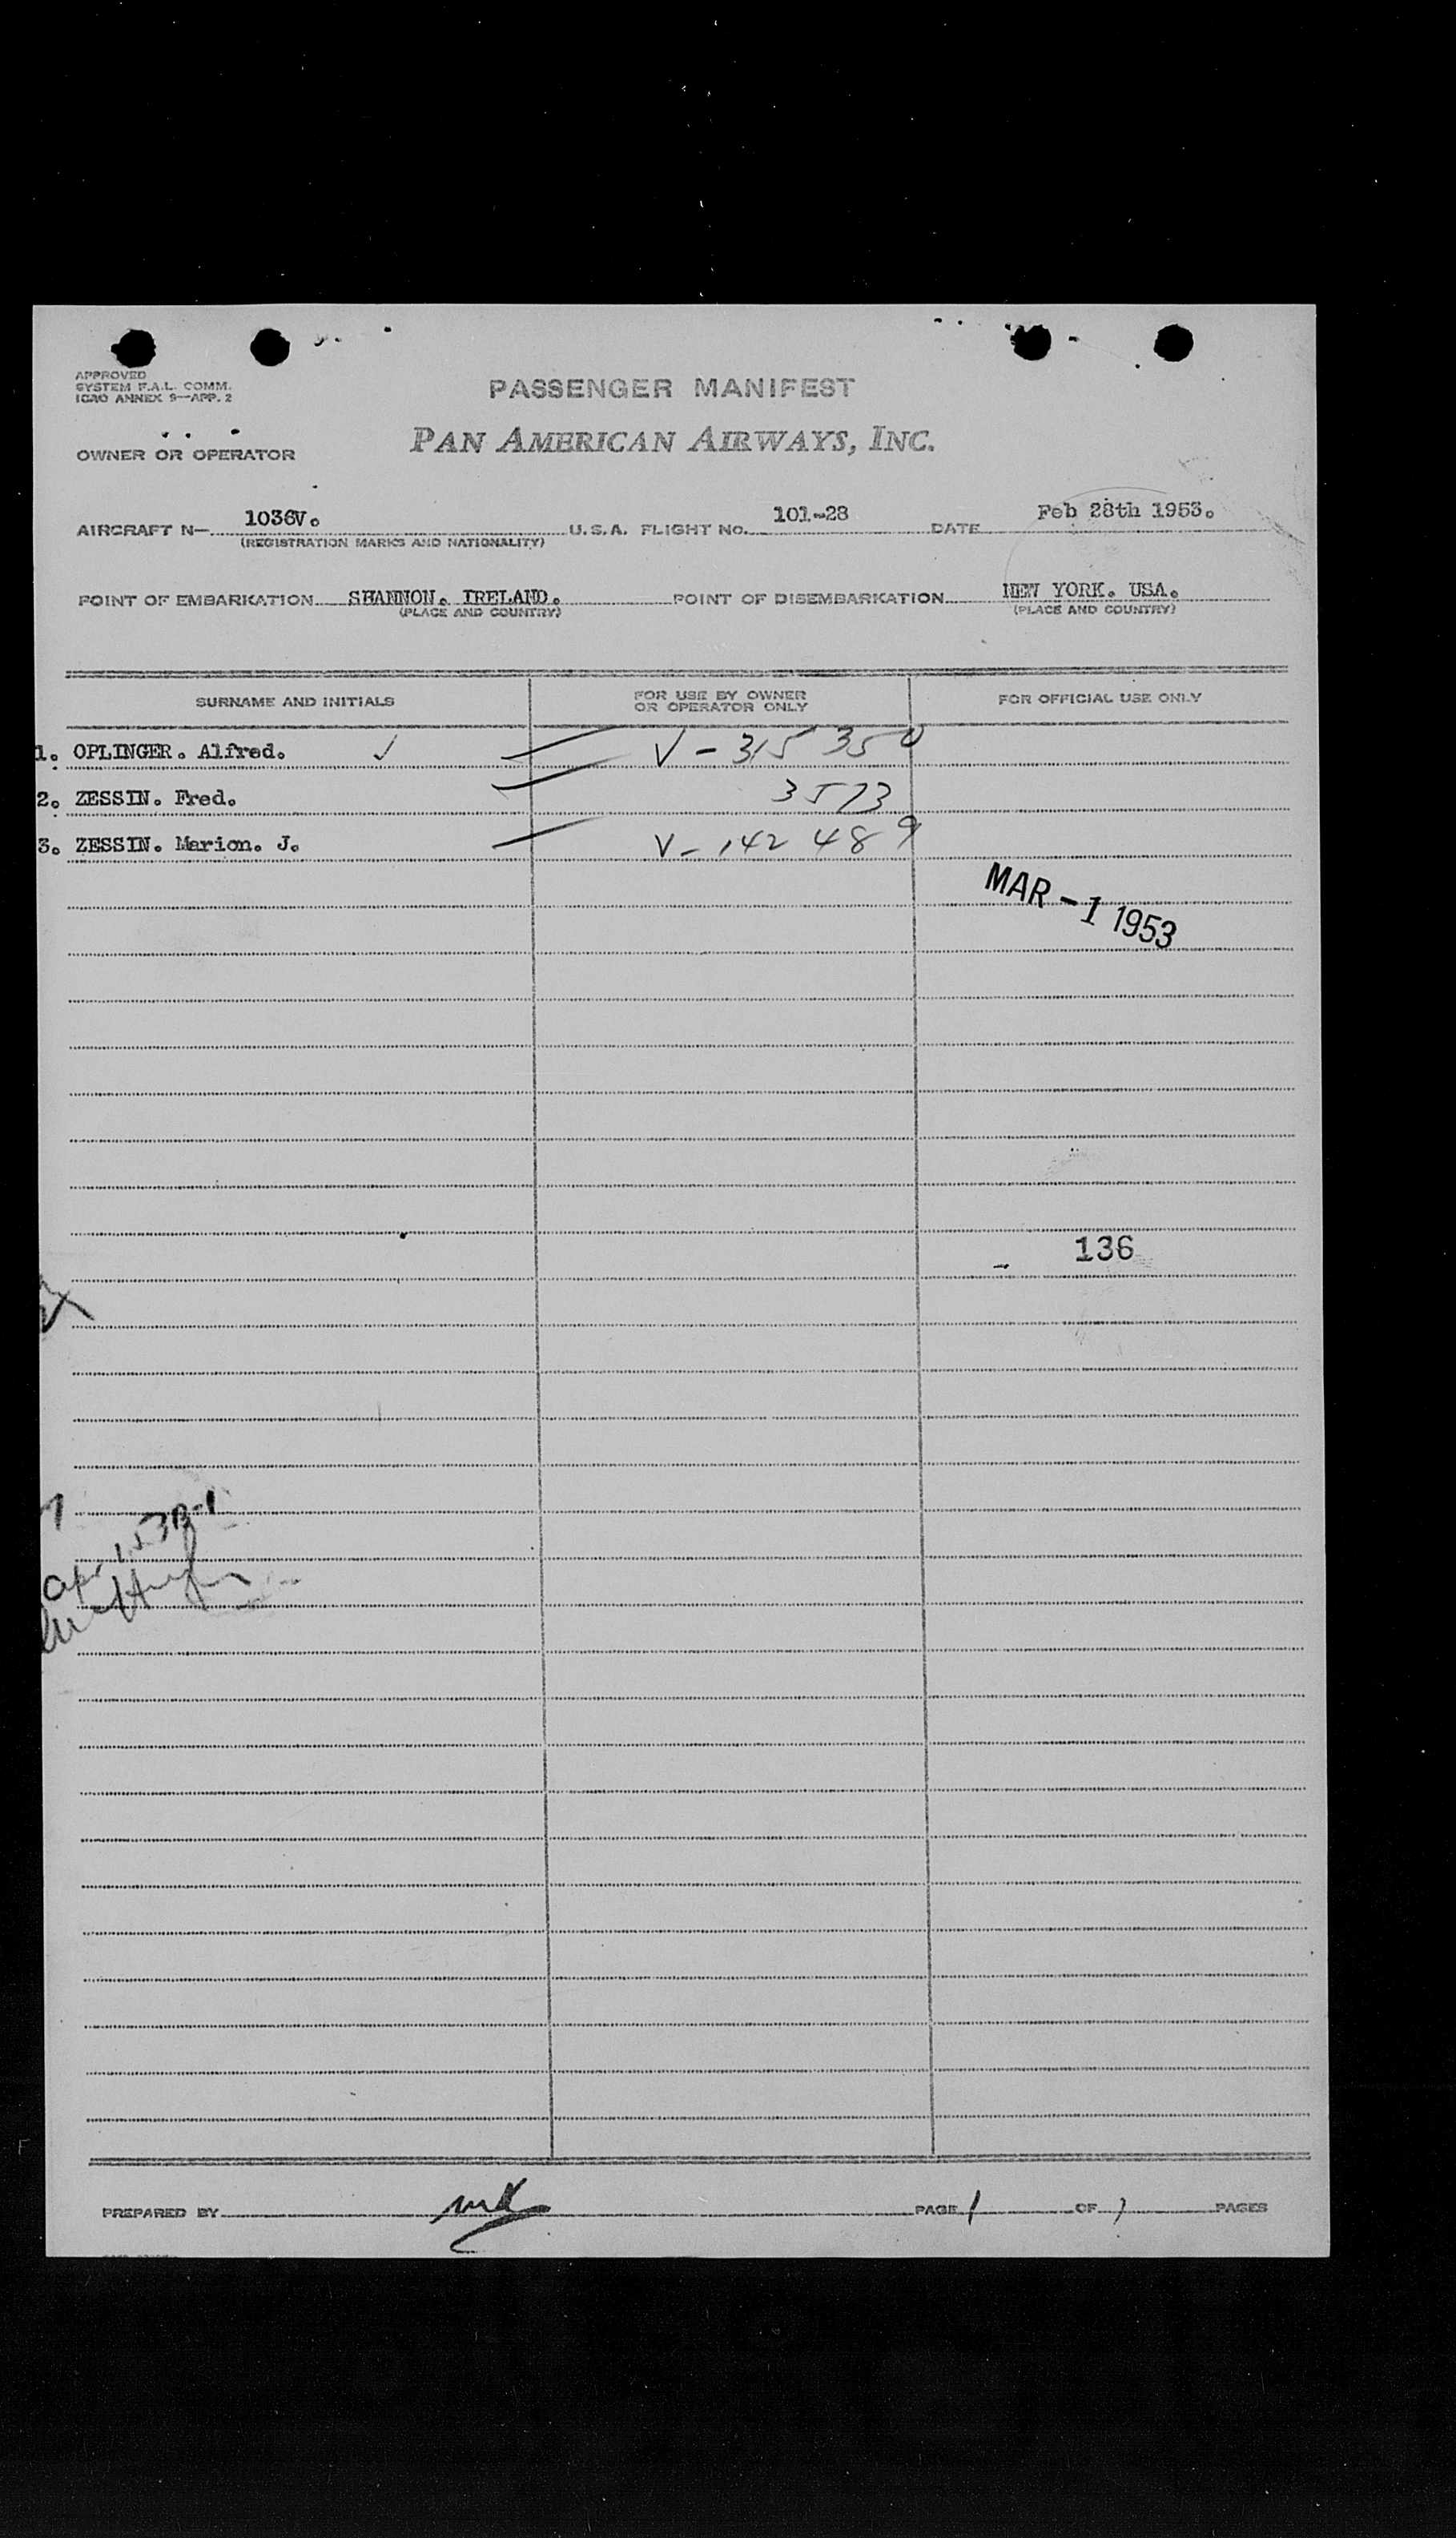 APPROVED
SYSTEM F.A.L. COMM.
ICAO ANNEX 9—APP. 2
PASSENGER MANIFEST
OWNER OR OPERATOR PAN AMERICAN AIRWAYS, INC.
AIRCRAFT N— 1036V. U.S.A. FLIGHT NO. 101-28 DATE Feb 28th 1953.
(REGISTRATION MARKS AND NATIONALITY)
POINT OF EMBARKATION SHANNON. IRELAND. POINT OF DISEMBARKATION NEW YORK. USA.
(PLACE AND COUNTRY) (PLACE AND COUNTRY)
SURNAME AND INITIALS FOR USE BY OWNER OR OPERATOR ONLY FOR OFFICIAL USE ONLY
1. OPLINGER. Alfred. ✓ V-315 350
2. ZESSIN. Fred. 3573
3. ZESSIN. Marion. J. V-142 489
MAR-1 1953
136
PREPARED BY PAGE 1 OF 1 PAGES